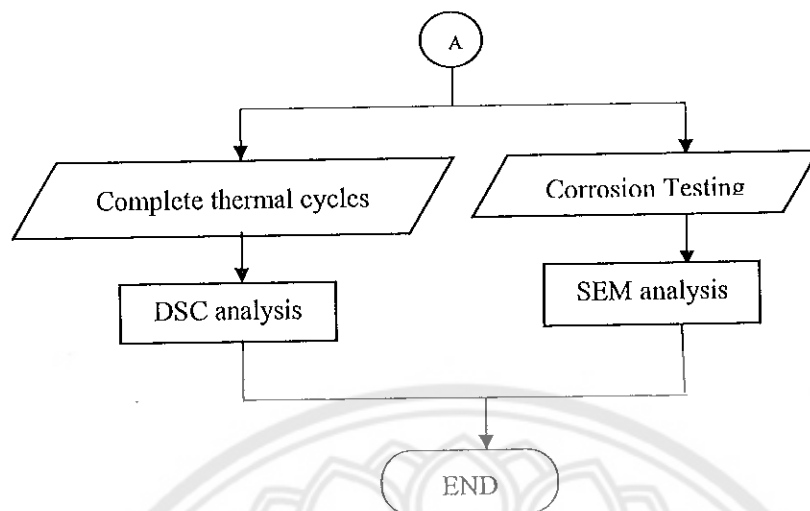 A
Complete thermal cycles
Corrosion Testing
DSC analysis
SEM analysis
END